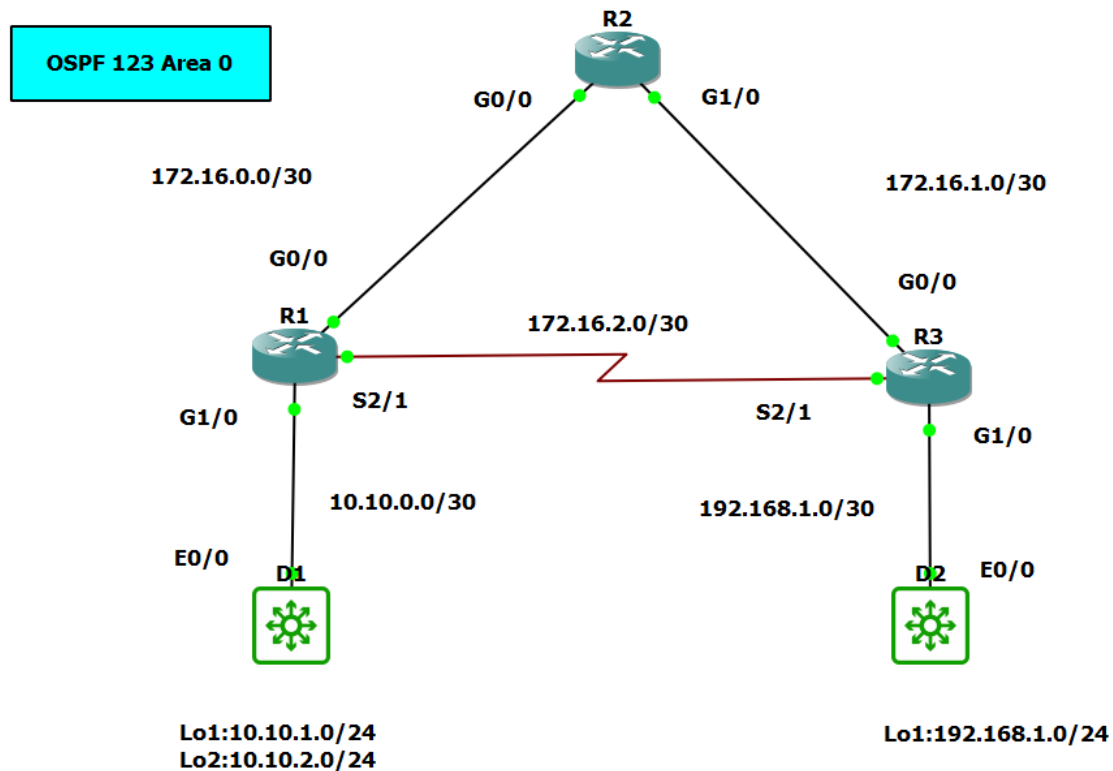 R2
OSPF 123 Area 0
G0/0
G1/0
172.16.0.0/30
172.16.1.0/30
G0/0
G0/0
R1
172.16.2.0/30
R3
S2/1
S2/1
G1/0
G1/0
10.10.0.0/30
192.168.1.0/30
E0/0
D1
D2
E0/0
Lo1:10.10.1.0/24
Lo2:10.10.2.0/24
Lo1:192.168.1.0/24